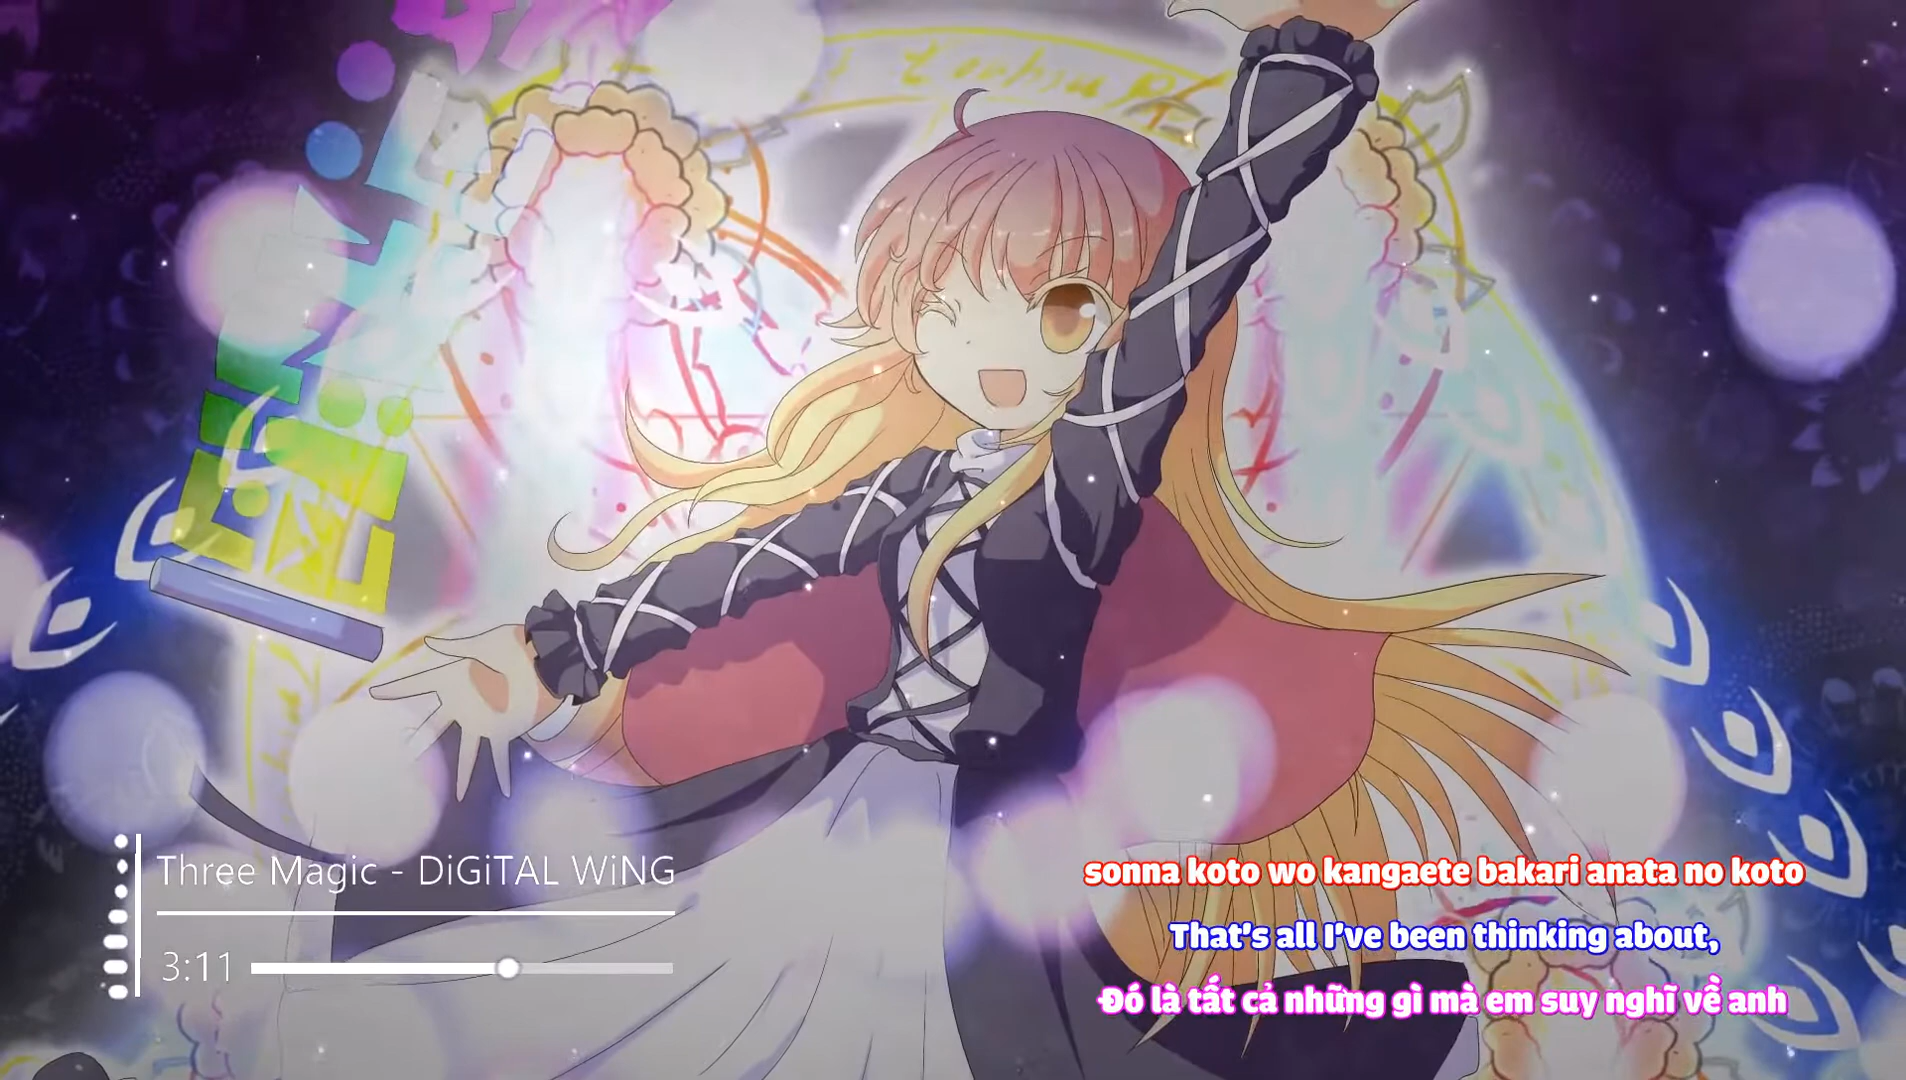 Three Magic - DiGiTAL WiNG
3:11
sonna koto wo kangaete bakari anata no koto
That's all I've been thinking about,
Đó là tất cả những gì mà em suy nghĩ về anh